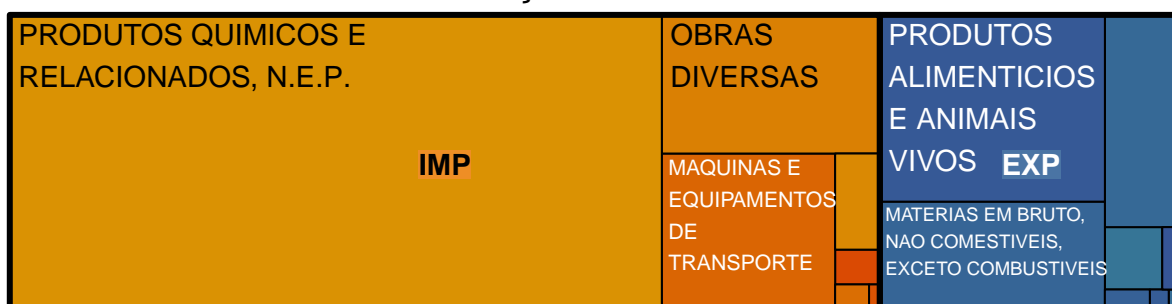 PRODUTOS QUIMICOS E
RELACIONADOS, N.E.P.
IMP
OBRAS
DIVERSAS
MAQUINAS E
EQUIPAMENTOS
DE
TRANSPORTE
PRODUTOS
ALIMENTICIOS
E ANIMAIS
VIVOS
EXP
MATERIAS EM BRUTO,
NAO COMESTIVEIS,
EXCETO COMBUSTIVEIS